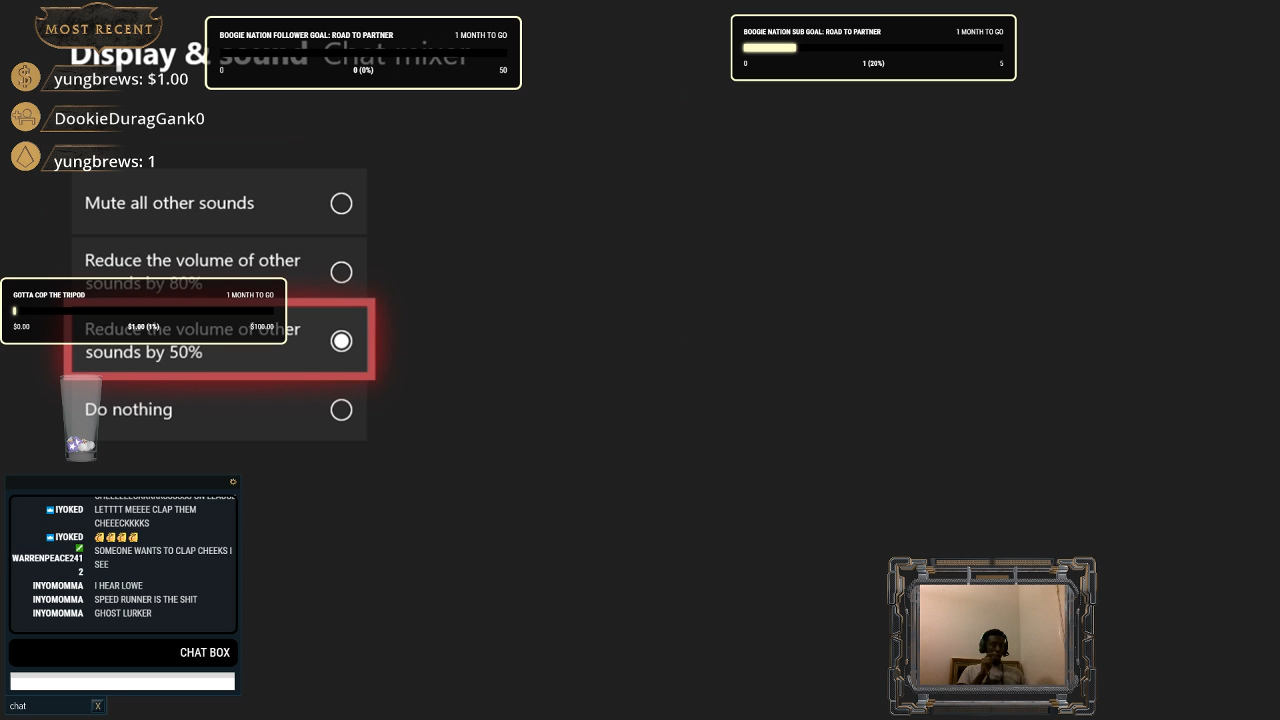 MOST RECENT
Display & sound Chat mixer
yungbrews: $1.00
DookieDuragGank0
yungbrews: 1
BOOGIE NATION FOLLOWER GOAL: ROAD TO PARTNER 1 MONTH TO GO
0 0 (0%) 50
BOOGIE NATION SUB GOAL: ROAD TO PARTNER 1 MONTH TO GO
0 1 (20%) 5
Mute all other sounds
Reduce the volume of other
sounds by 80%
GOTTA COP THE TRIPOD 1 MONTH TO GO
$0.00 $1.00 (1%) $100.00
Reduce the volume of other
sounds by 50%
Do nothing
IYOKED LETTTT MEEEE CLAP THEM
CHEEECKKKKS
IYOKED
WARRENPEACE241
2
SOMEONE WANTS TO CLAP CHEEKS I
SEE
INYOMOMMA I HEAR LOWE
INYOMOMMA SPEED RUNNER IS THE SHIT
INYOMOMMA GHOST LURKER
CHAT BOX
chat X